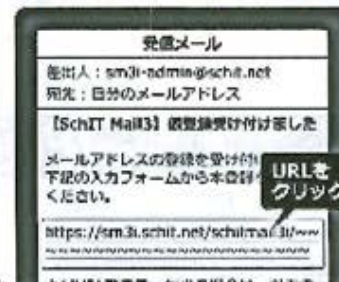 受信メール
差出人：sm3i-admin@schit.net
宛先：自分のメールアドレス
【SchIT Mail3】仮登録受け付けました
メールアドレスの登録を受け付け
下記の入力フォームから本登録
ください。
URLを
クリック
https://sm3i.schit.net/schitmail3i/~~